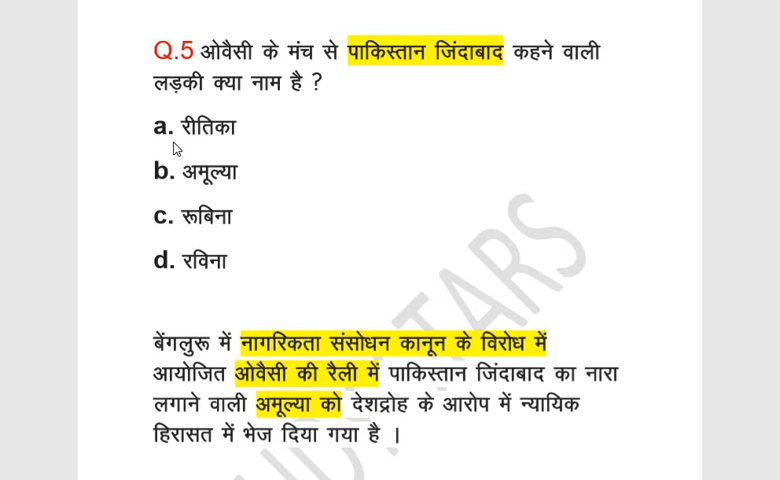 Q.5 ओवैसी के मंच से पाकिस्तान जिंदाबाद कहने वाली
लड़की क्या नाम है ?
a. रीतिका
b. अमूल्या
c. रूबिना
d. रविना
बेंगलुरू में नागरिकता संसोधन कानून के विरोध में
आयोजित ओवैसी की रैली में पाकिस्तान जिंदाबाद का नारा
लगाने वाली अमूल्या को देशद्रोह के आरोप में न्यायिक
हिरासत में भेज दिया गया है ।